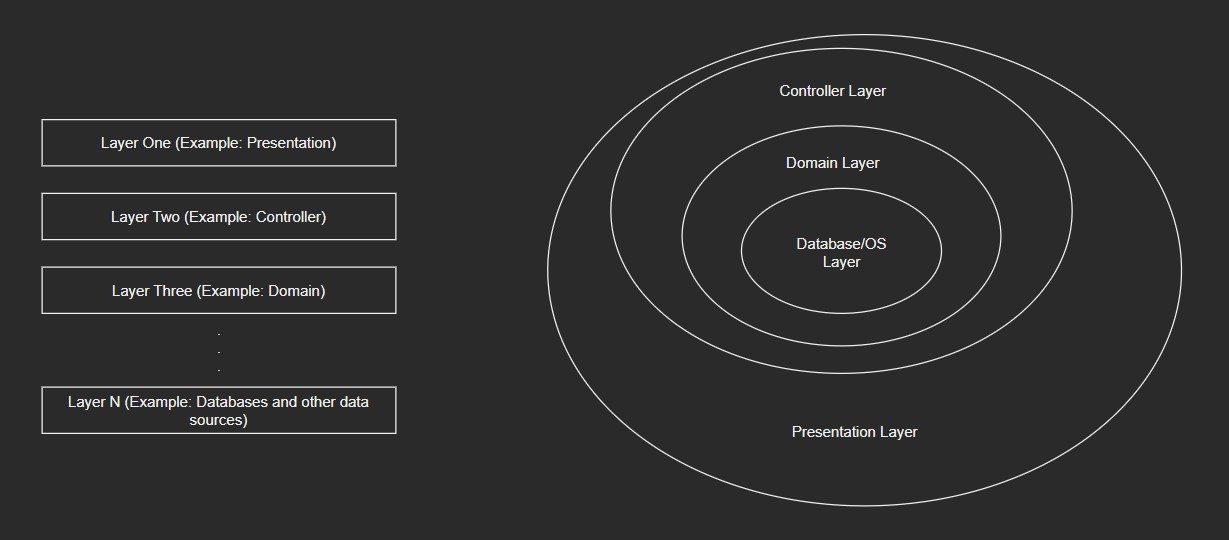 Layer One (Example: Presentation)
Layer Two (Example: Controller)
Layer Three (Example: Domain)
.
.
.
Layer N (Example: Databases and other data
sources)
Controller Layer
Domain Layer
Database/OS
Layer
Presentation Layer